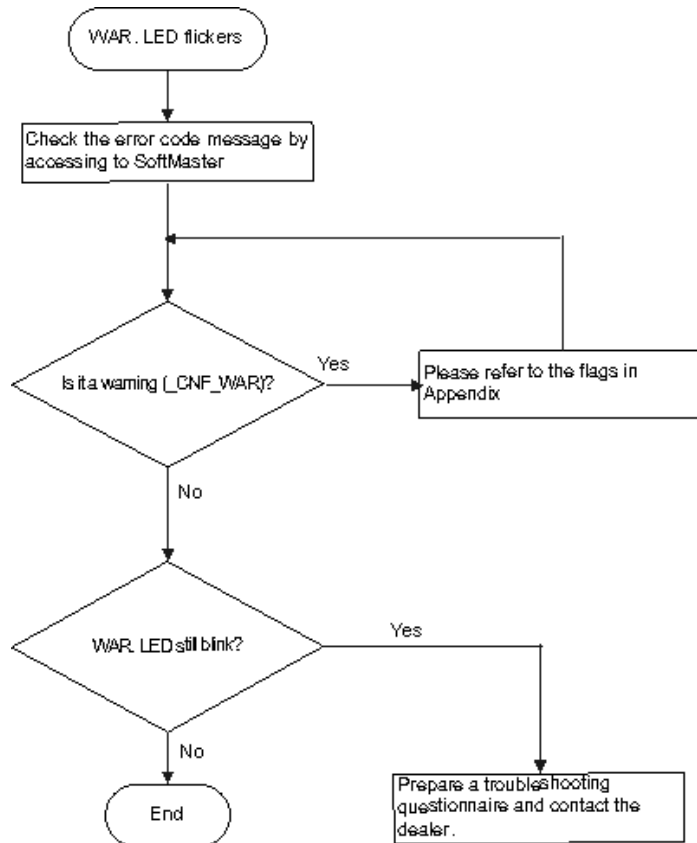 WAR. LED flickers
Check the error code message by
accessing to SoftMaster
Is it a warning (_CNF_WAR)?
Yes
Please refer to the flags in
Appendix
No
WAR. LED still blink?
Yes
No
End
Prepare a troubleshooting
questionnaire and contact the
dealer.